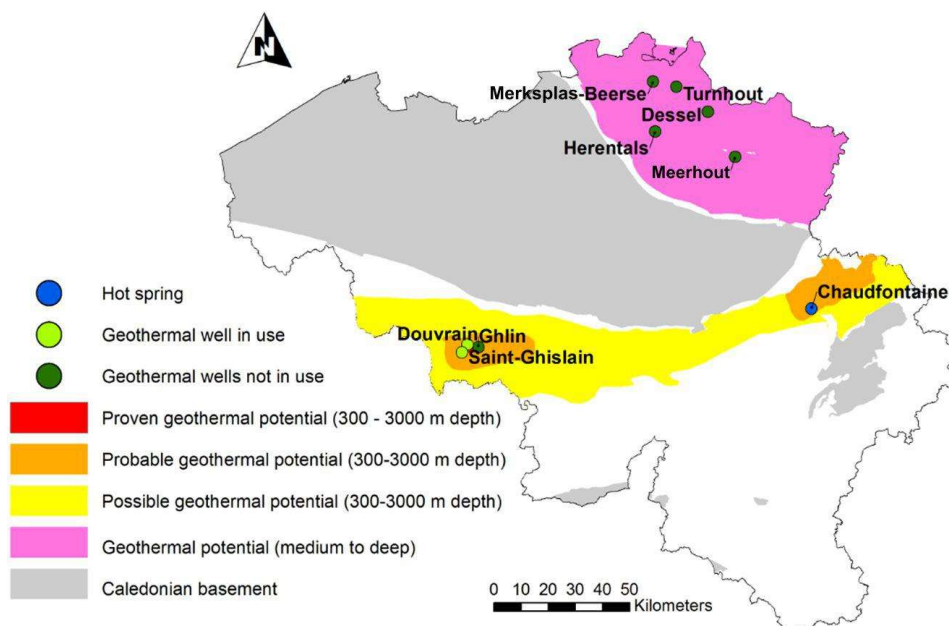 N
Merksplas-Beerse
Turnhout
Dessel
Herentals
Meerhout
Chaudfontaine
Douvrain
Ghlin
Saint-Ghislain
Hot spring
Geothermal well in use
Geothermal wells not in use
Proven geothermal potential (300 - 3000 m depth)
Probable geothermal potential (300-3000 m depth)
Possible geothermal potential (300-3000 m depth)
Geothermal potential (medium to deep)
Caledonian basement
0 10 20 30 40 50
Kilometers